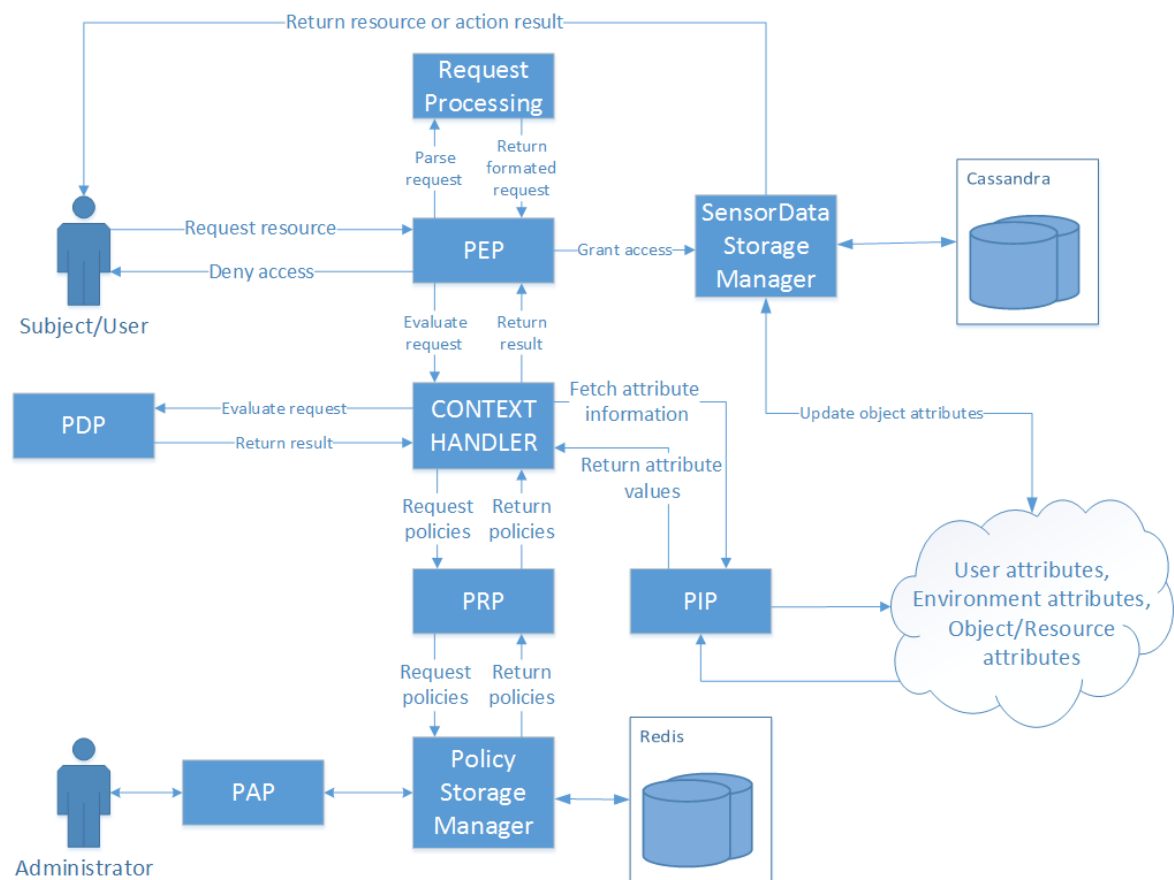 Return resource or action result
Request
Processing
Parse
request
Return
formated
request
Cassandra
SensorData
Storage
Manager
Request resource
PEP
Grant access
Deny access
Subject/User
Evaluate
request
Return
result
Fetch attribute
information
PDP
Evaluate request
Return result
CONTEXT
HANDLER
Update object attributes
Return attribute
values
Request
policies
Return
policies
PRP
PIP
User attributes,
Environment attributes,
Object/Resource
attributes
Request
policies
Return
policies
Redis
Administrator
PAP
Policy
Storage
Manager